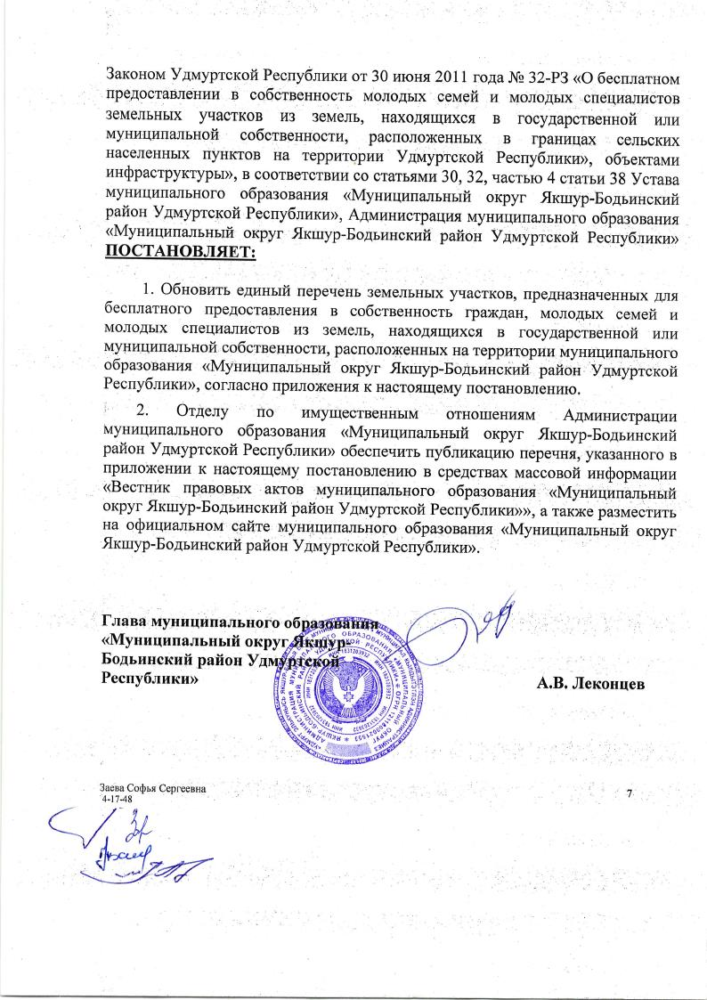 Законом Удмуртской Республики от 30 июня 2011 года № 32-РЗ «О бесплатном
предоставлении в собственность молодых семей и молодых специалистов
земельных участков из земель, находящихся в государственной или
муниципальной собственности, расположенных в границах сельских
населенных пунктов на территории Удмуртской Республики», объектами
инфраструктуры», в соответствии со статьями 30, 32, частью 4 статьи 38 Устава
муниципального образования «Муниципальный округ Якшур-Бодьинский
район Удмуртской Республики», Администрация муниципального образования
«Муниципальный округ Якшур-Бодьинский район Удмуртской Республики»
ПОСТАНОВЛЯЕТ:
1. Обновить единый перечень земельных участков, предназначенных для
бесплатного предоставления в собственность граждан, молодых семей и
молодых специалистов из земель, находящихся в государственной или
муниципальной собственности, расположенных на территории муниципального
образования «Муниципальный округ Якшур-Бодьинский район Удмуртской
Республики», согласно приложения к настоящему постановлению.
2. Отделу по имущественным отношениям Администрации
муниципального образования «Муниципальный округ Якшур-Бодьинский
район Удмуртской Республики» обеспечить публикацию перечня, указанного в
приложении к настоящему постановлению в средствах массовой информации
«Вестник правовых актов муниципального образования «Муниципальный
округ Якшур-Бодьинский район Удмуртской Республики»», а также разместить
на официальном сайте муниципального образования «Муниципальный округ
Якшур-Бодьинский район Удмуртской Республики».
Глава муниципального образования
«Муниципальный округ Якшур-
Бодьинский район Удмуртской
Республики»
А.В. Леконцев
Заева Софья Сергеевна
4-17-48
7